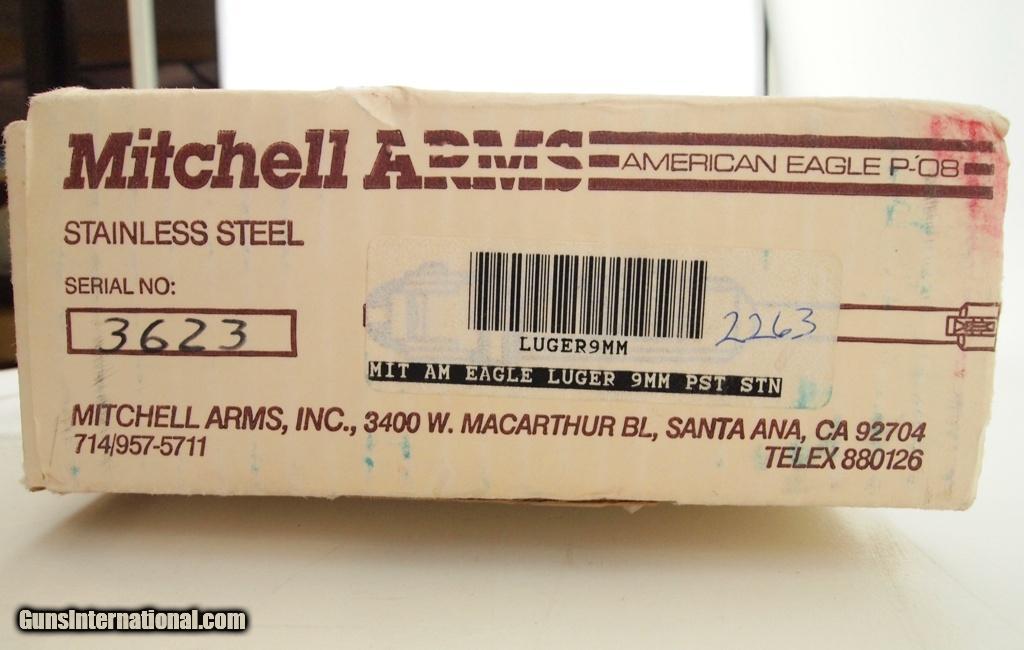 Mitchell ARMS AMERICAN EAGLE P-'08
STAINLESS STEEL
SERIAL NO:
3623
2263
LUGER9MM
MIT AM EAGLE LUGER 9MM PST STN
MITCHELL ARMS, INC., 3400 W. MACARTHUR BL, SANTA ANA, CA 92704
714/957-5711 TELEX 880126
GunsInternational.com